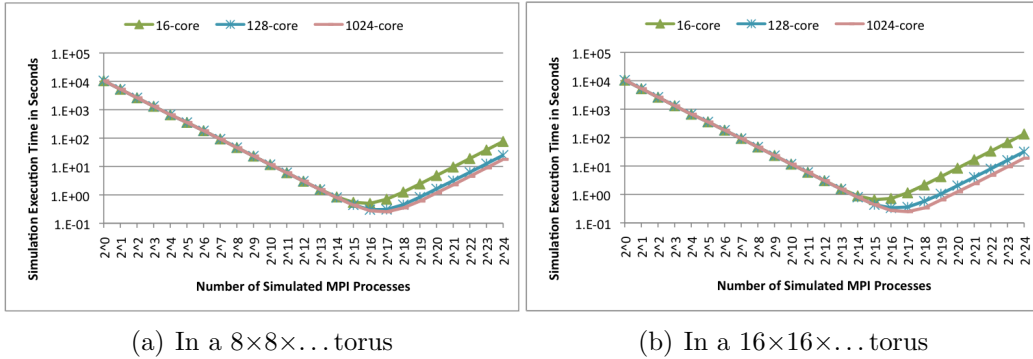 16-core 128-core 1024-core
1.E+05
1.E+04
1.E+03
1.E+02
1.E+01
1.E+00
1.E-01
Simulation Execution Time in Seconds
2^0 2^1 2^2 2^3 2^4 2^5 2^6 2^7 2^8 2^9 2^10 2^11 2^12 2^13 2^14 2^15 2^16 2^17 2^18 2^19 2^20 2^21 2^22 2^23 2^24
Number of Simulated MPI Processes
(a) In a 8×8×...torus
16-core 128-core 1024-core
1.E+05
1.E+04
1.E+03
1.E+02
1.E+01
1.E+00
1.E-01
Simulation Execution Time in Seconds
2^0 2^1 2^2 2^3 2^4 2^5 2^6 2^7 2^8 2^9 2^10 2^11 2^12 2^13 2^14 2^15 2^16 2^17 2^18 2^19 2^20 2^21 2^22 2^23 2^24
Number of Simulated MPI Processes
(b) In a 16×16×...torus